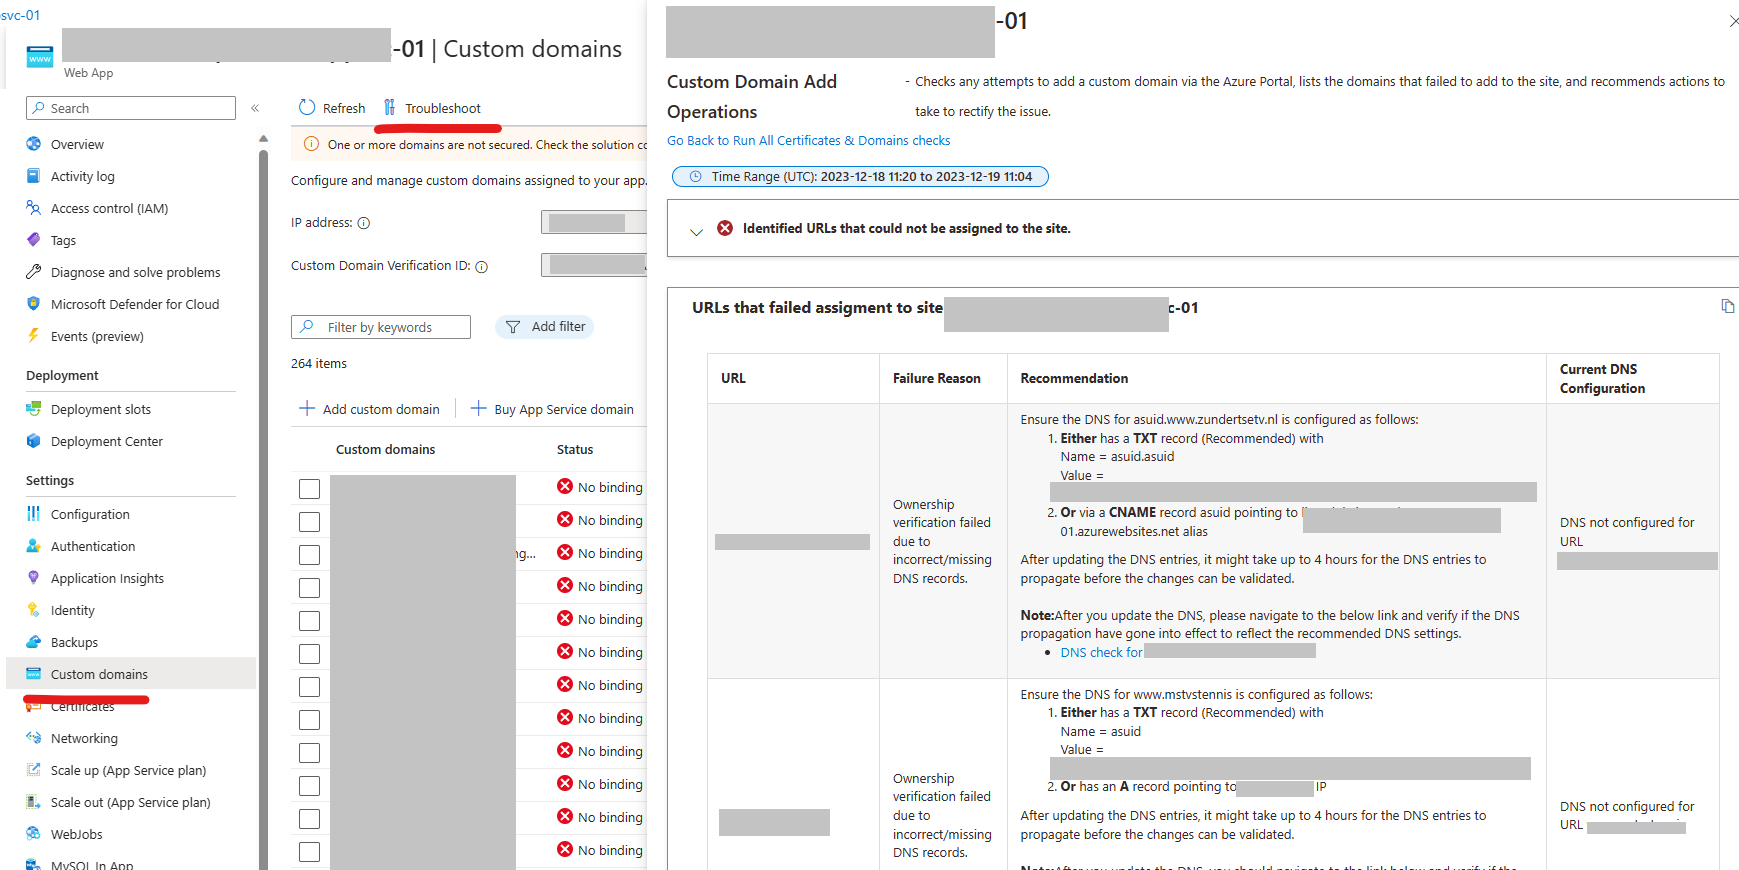 svc-01
-01 | Custom domains
Web App
Search
«
Overview
Activity log
Access control (IAM)
Tags
Diagnose and solve problems
Microsoft Defender for Cloud
Events (preview)
Deployment
Deployment slots
Deployment Center
Settings
Configuration
Authentication
Application Insights
Identity
Backups
Custom domains
Certificates
Networking
Scale up (App Service plan)
Scale out (App Service plan)
WebJobs
MySQL In App
Refresh
Troubleshoot
One or more domains are not secured. Check the solution co
Configure and manage custom domains assigned to your app.
IP address:
Custom Domain Verification ID:
Filter by keywords
Add filter
264 items
Add custom domain
Buy App Service domain
Custom domains
Status
No binding
No binding
ng...
No binding
No binding
No binding
No binding
No binding
No binding
No binding
No binding
No binding
No binding
-01
Custom Domain Add
Operations
- Checks any attempts to add a custom domain via the Azure Portal, lists the domains that failed to add to the site, and recommends actions to
take to rectify the issue.
Go Back to Run All Certificates & Domains checks
Time Range (UTC): 2023-12-18 11:20 to 2023-12-19 11:04
Identified URLs that could not be assigned to the site.
URLs that failed assigment to site
c-01
URL
Failure Reason
Recommendation
Current DNS
Configuration
Ownership
verification failed
due to
incorrect/missing
DNS records.
Ensure the DNS for asuid.www.zundertsetv.nl is configured as follows:
1. Either has a TXT record (Recommended) with
Name = asuid.asuid
Value =
2. Or via a CNAME record asuid pointing to
01.azurewebsites.net alias
After updating the DNS entries, it might take up to 4 hours for the DNS entries to
propagate before the changes can be validated.
Note:After you update the DNS, please navigate to the below link and verify if the DNS
propagation have gone into effect to reflect the recommended DNS settings.
• DNS check for
DNS not configured for
URL
Ownership
verification failed
due to
incorrect/missing
DNS records.
Ensure the DNS for www.mstvstennis is configured as follows:
1. Either has a TXT record (Recommended) with
Name = asuid
Value =
2. Or has an A record pointing to
IP
After updating the DNS entries, it might take up to 4 hours for the DNS entries to
propagate before the changes can be validated.
DNS not configured for
URL